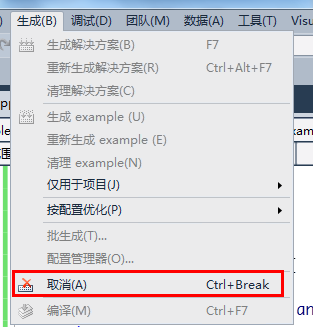 生成(B) 调试(D) 团队(M) 数据(A) 工具(T) Visu
生成解决方案(B) F7
重新生成解决方案(R) Ctrl+Alt+F7
清理解决方案(C)
生成 example (U)
重新生成 example (E)
清理 example(N)
仅用于项目(J)
按配置优化(P)
批生成(T)...
配置管理器(O)...
取消(A) Ctrl+Break
编译(M) Ctrl+F7